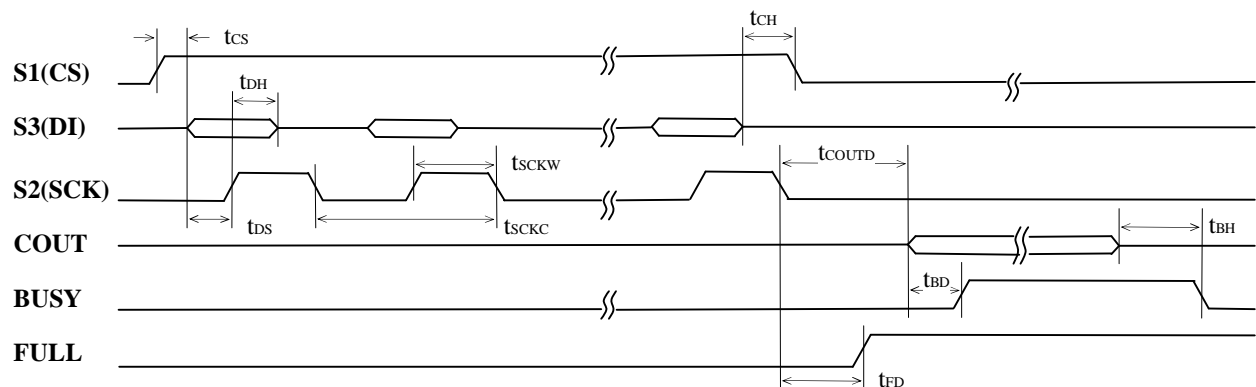 tCS
tCH
S1(CS)
tDH
S3(DI)
tSCKW
tCOUTD
S2(SCK)
tDS
tSCKC
COUT
tBH
BUSY
tBD
FULL
tFD